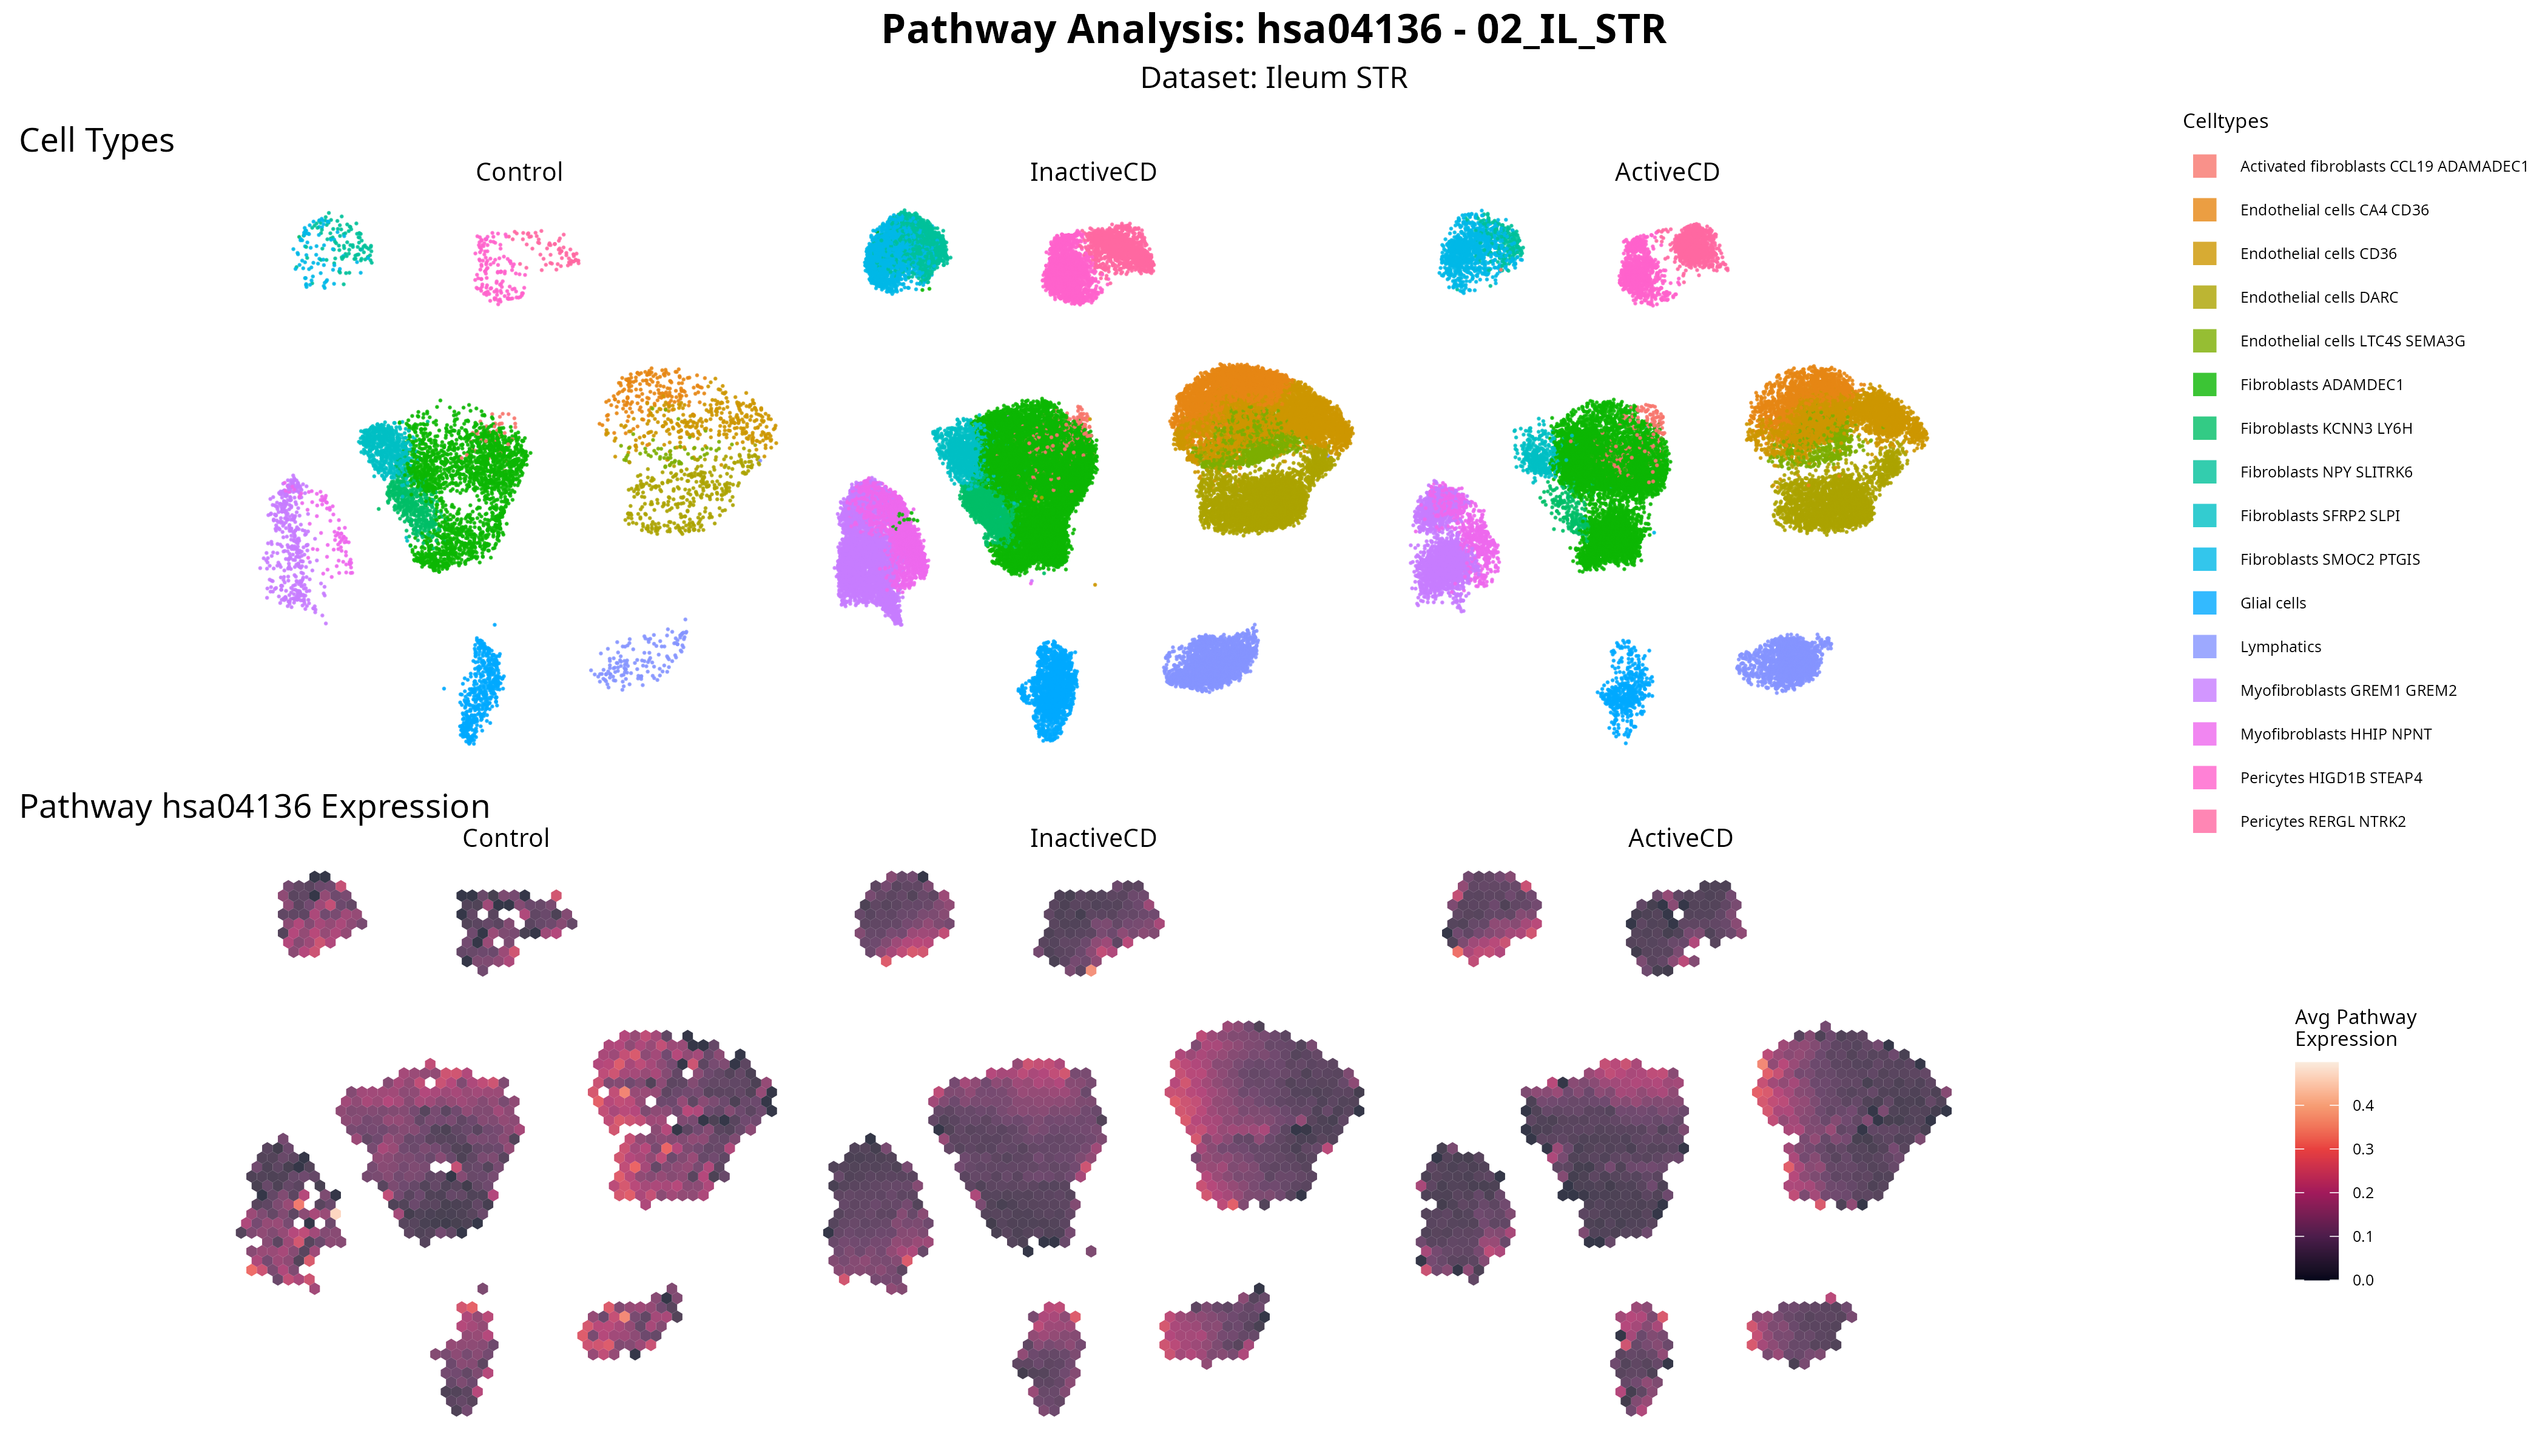 Pathway Analysis: hsa04136 - 02_IL_STR
Dataset: Ileum STR
Cell Types
Control
InactiveCD
ActiveCD
Celltypes
Activated fibroblasts CCL19 ADAMADEC1
Endothelial cells CA4 CD36
Endothelial cells CD36
Endothelial cells DARC
Endothelial cells LTC4S SEMA3G
Fibroblasts ADAMDEC1
Fibroblasts KCNN3 LY6H
Fibroblasts NPY SLITRK6
Fibroblasts SFRP2 SLPI
Fibroblasts SMOC2 PTGIS
Glial cells
Lymphatics
Myofibroblasts GREM1 GREM2
Myofibroblasts HHIP NPNT
Pericytes HIGD1B STEAP4
Pericytes RERGL NTRK2
Pathway hsa04136 Expression
Control
InactiveCD
ActiveCD
Avg Pathway
Expression
0.4
0.3
0.2
0.1
0.0